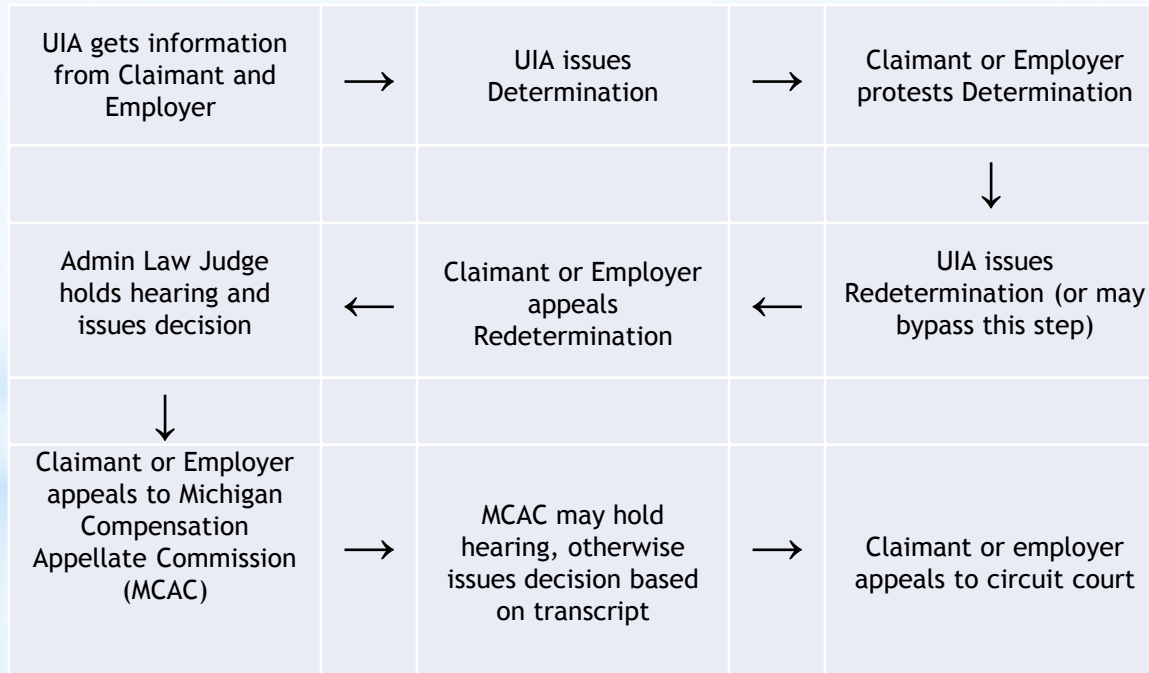 UIA gets information
from Claimant and
Employer
→
UIA issues
Determination
→
Claimant or Employer
protests Determination
↓
UIA issues
Redetermination (or may
bypass this step)
←
Claimant or Employer
appeals
Redetermination
←
Admin Law Judge
holds hearing and
issues decision
↓
Claimant or Employer
appeals to Michigan
Compensation
Appellate Commission
(MCAC)
→
MCAC may hold
hearing, otherwise
issues decision based
on transcript
→
Claimant or employer
appeals to circuit court